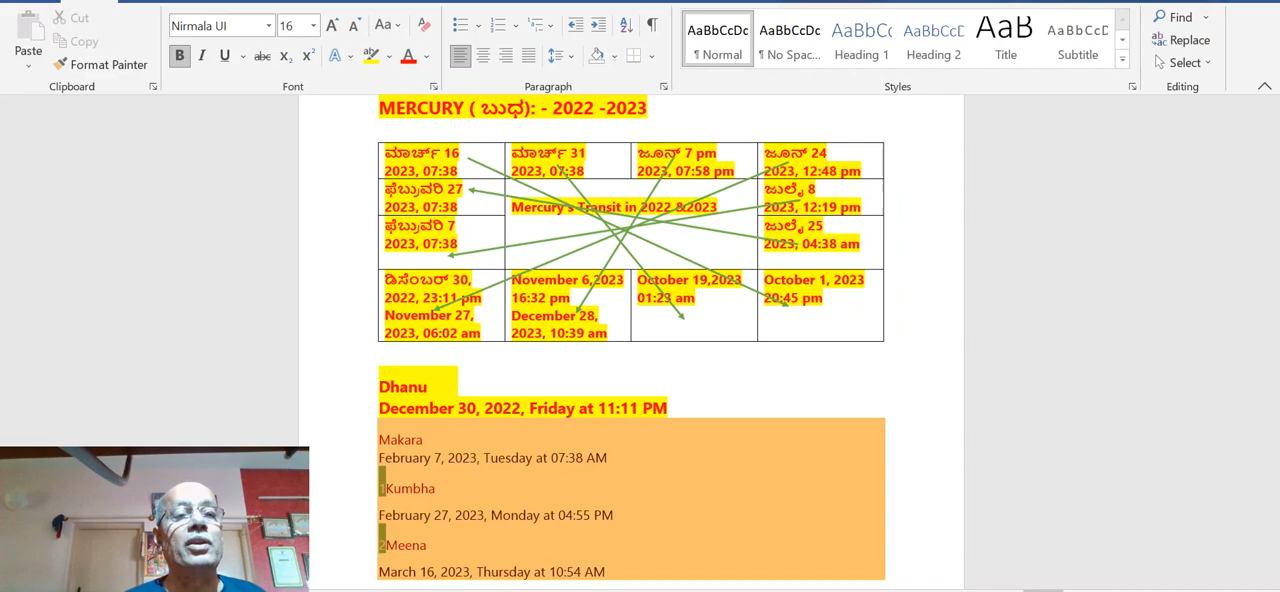 Cut
Copy
Paste
Format Painter
Clipboard
Nirmala UI
16
Aa
B I U abc X₂ X²
Font
Paragraph
AaBbCcDc
¶ Normal
AaBbCcDc
¶ No Spac...
AaBbCc
Heading 1
AaBbCcDc
Heading 2
AaB
Title
AaBbCcD
Subtitle
Styles
Find
Replace
Select
Editing
MERCURY ( ಬುಧ): - 2022 -2023
ಮಾರ್ಚ್ 16
2023, 07:38
ಮಾರ್ಚ್ 31
2023, 07:38
ಜೂನ್ 7 pm
2023, 07:58 pm
ಜೂನ್ 24
2023, 12:48 pm
ಫೆಬ್ರುವರಿ 27
2023, 07:38
Mercury's Transit in 2022 &2023
ಜುಲೈ 8
2023, 12:19 pm
ಫೆಬ್ರುವರಿ 7
2023, 07:38
ಜುಲೈ 25
2023, 04:38 am
ಡಿಸೆಂಬರ್ 30,
2022, 23:11 pm
November 27,
2023, 06:02 am
November 6,2023
16:32 pm
December 28,
2023, 10:39 am
October 19,2023
01:23 am
October 1, 2023
20:45 pm
Dhanu
December 30, 2022, Friday at 11:11 PM
Makara
February 7, 2023, Tuesday at 07:38 AM
1Kumbha
February 27, 2023, Monday at 04:55 PM
2Meena
March 16, 2023, Thursday at 10:54 AM